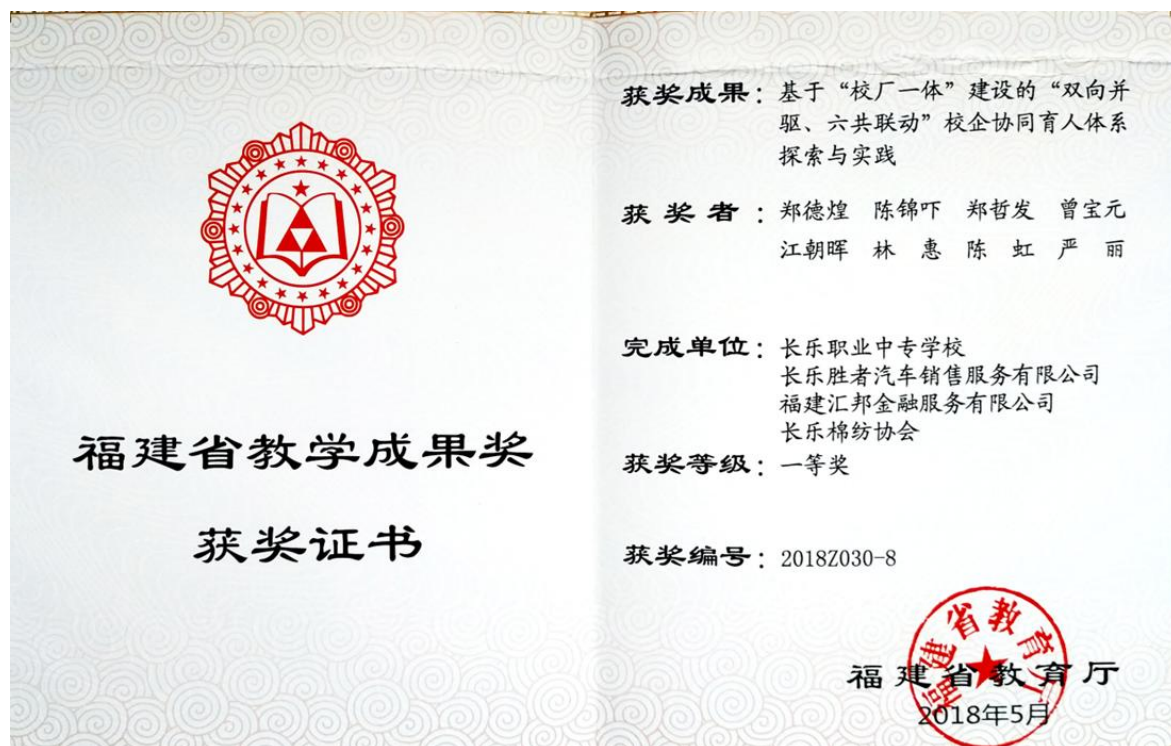 福建省教学成果奖
获奖证书
获奖成果：基于“校厂一体”建设的“双向并
驱、六共联动”校企协同育人体系
探索与实践
获奖者：郑德煌 陈锦吓 郑哲发 曾宝元
江朝晖 林惠 陈虹 严丽
完成单位：长乐职业中专学校
长乐胜者汽车销售服务有限公司
福建汇邦金融服务有限公司
长乐棉纺协会
获奖等级：一等奖
获奖编号：2018Z030-8
福建省教育厅
福建省教育厅
2018年5月